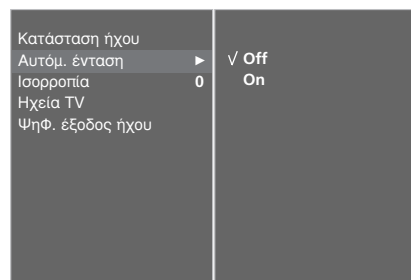 Κατάσταση ήχου
Αυτόμ. ένταση ►
Ισορροπία 0
Ηχεία TV
Ψηφ. έξοδος ήχου
√ Off
On